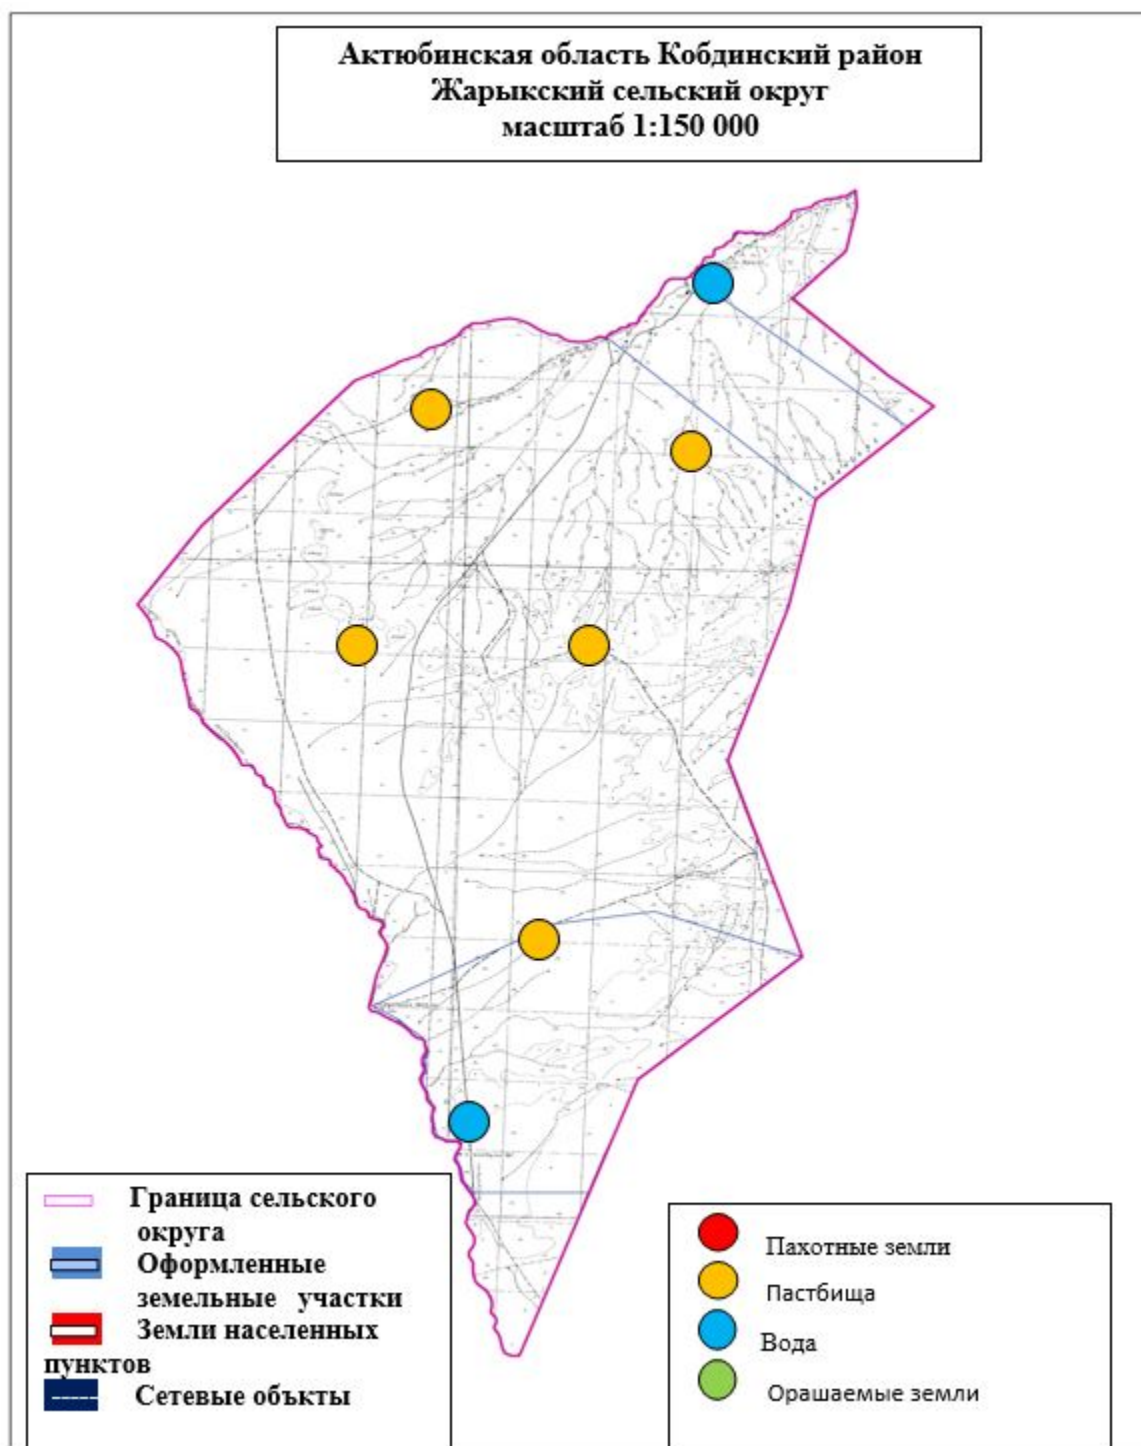 Актюбинская область Кобдинский район
Жарыкский сельский округ
масштаб 1:150 000
Граница сельского
округа
Оформленные
земельные участки
Земли населенных
пунктов
Сетевые объкты
Пахотные земли
Пастбища
Вода
Орашаемые земли